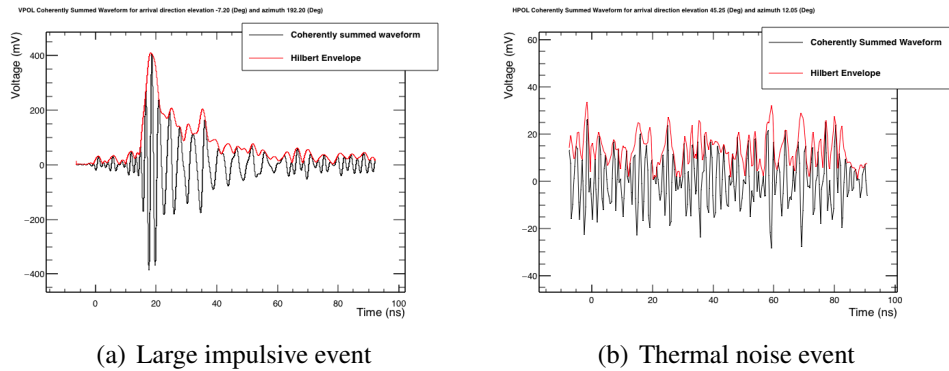 VPOL Coherently Summed Waveform for arrival direction elevation -7.20 (Deg) and azimuth 192.20 (Deg)
Voltage (mV)
Coherently summed waveform
Hilbert Envelope
400
200
0
−200
−400
0 20 40 60 80 100
Time (ns)
(a) Large impulsive event
HPOL Coherently Summed Waveform for arrival direction elevation 45.25 (Deg) and azimuth 12.05 (Deg)
Voltage (mV)
Coherently Summed Waveform
Hilbert Envelope
60
40
20
0
−20
−40
0 20 40 60 80 100
Time (ns)
(b) Thermal noise event